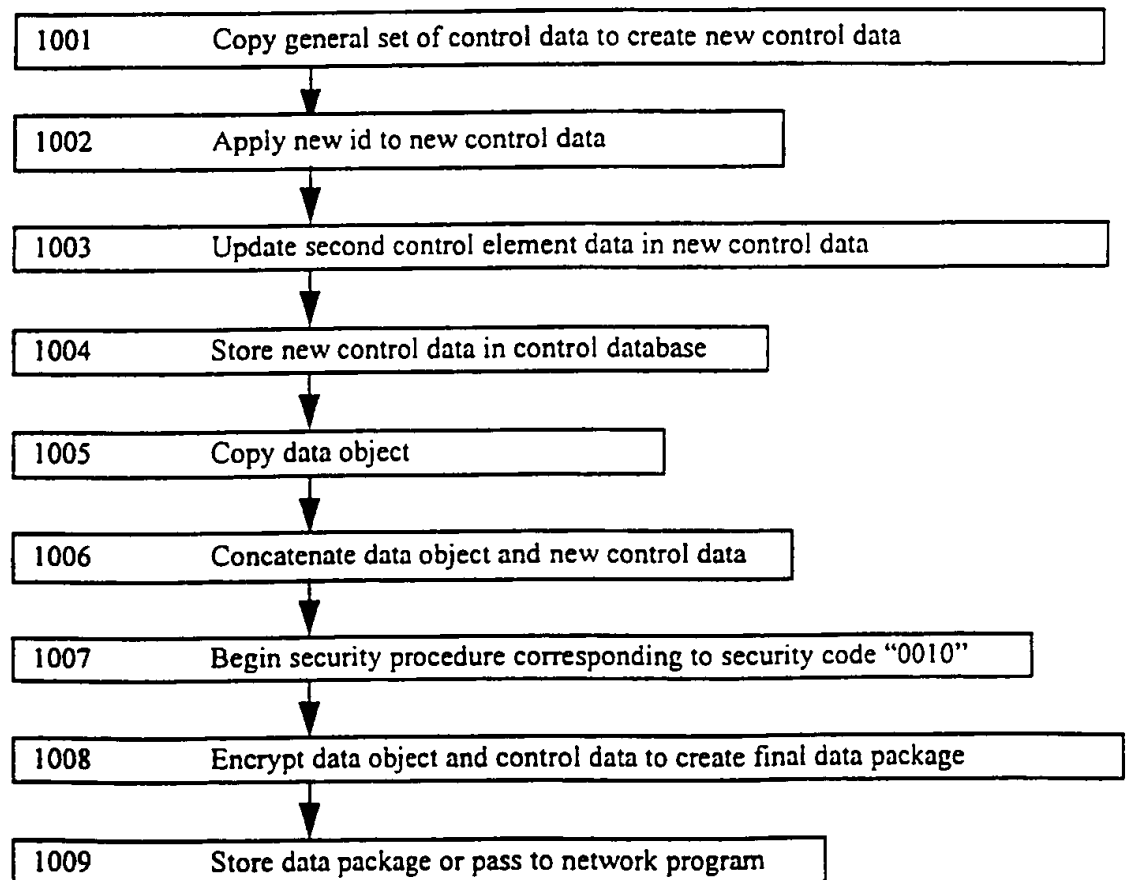 1001 Copy general set of control data to create new control data
1002 Apply new id to new control data
1003 Update second control element data in new control data
1004 Store new control data in control database
1005 Copy data object
1006 Concatenate data object and new control data
1007 Begin security procedure corresponding to security code “0010”
1008 Encrypt data object and control data to create final data package
1009 Store data package or pass to network program